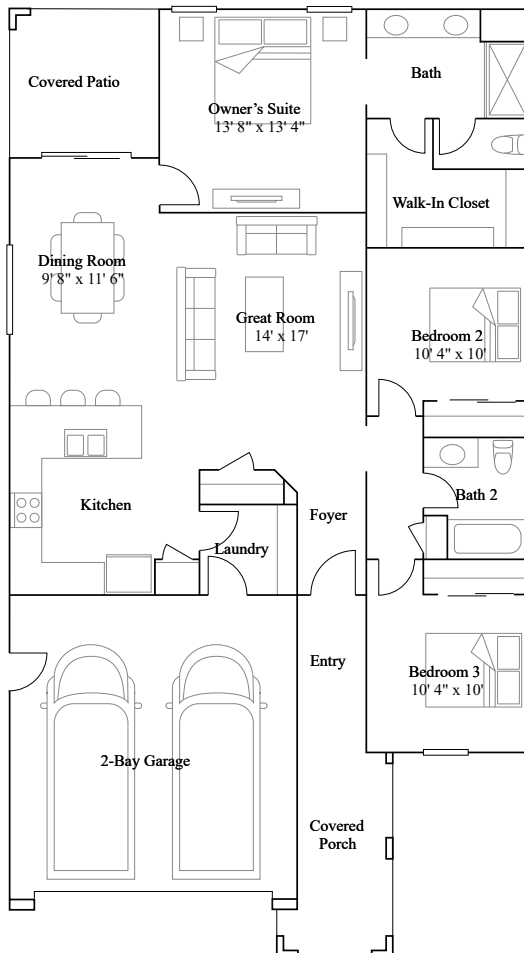 Covered Patio
Owner's Suite
13' 8" x 13' 4"
Bath
Walk-In Closet
Dining Room
9' 8" x 11' 6"
Great Room
14' x 17'
Bedroom 2
10' 4" x 10'
Kitchen
Laundry
Foyer
Bath 2
Entry
Bedroom 3
10' 4" x 10'
2-Bay Garage
Covered
Porch